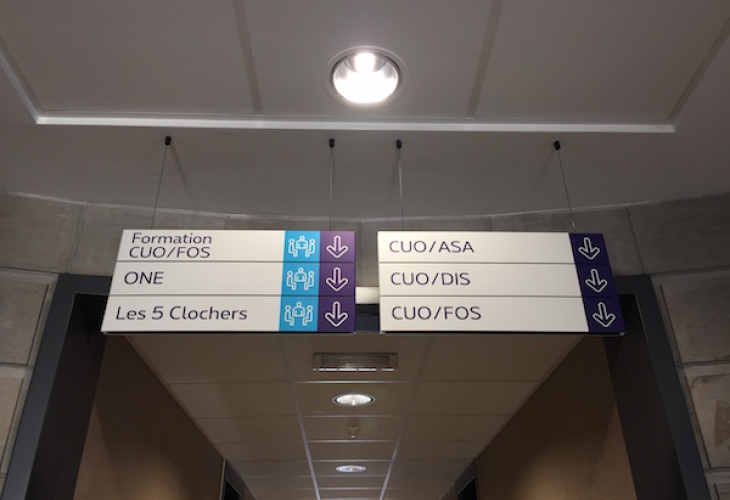 Formation
CUO/FOS
ONE
Les 5 Clochers
CUO/ASA
CUO/DIS
CUO/FOS